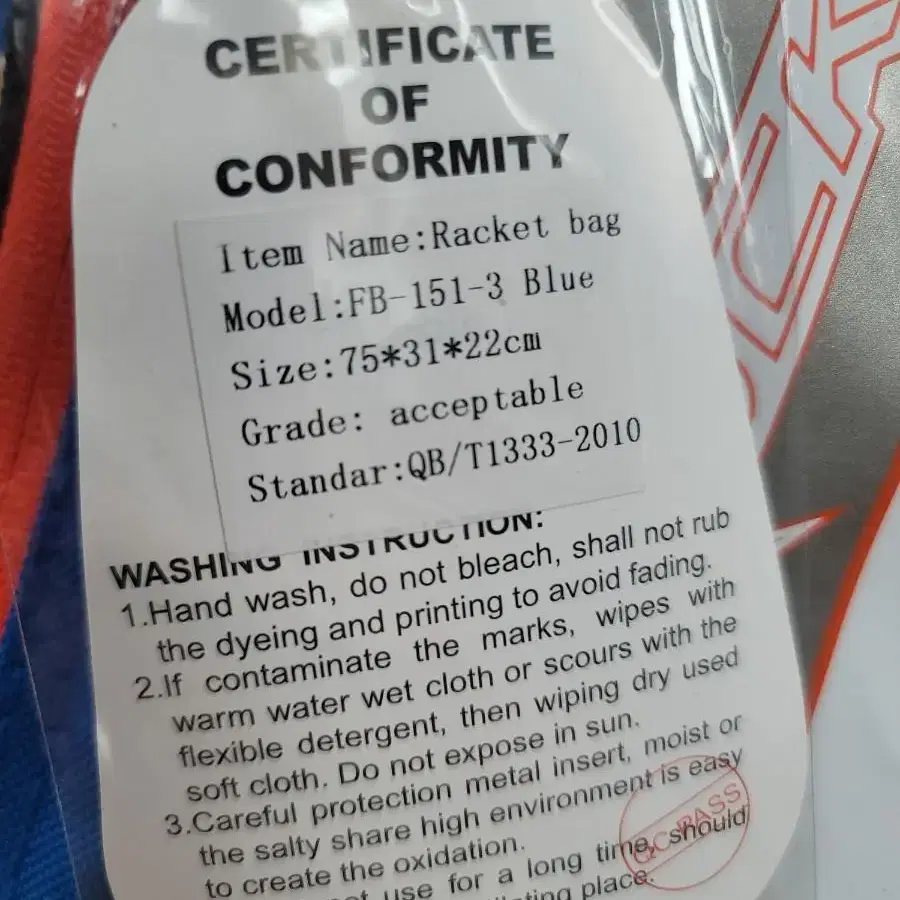 CERTIFICATE
OF
CONFORMITY
Item Name:Racket bag
Model:FB-151-3 Blue
Size:75*31*22cm
Grade: acceptable
Standar:QB/T1333-2010
WASHING INSTRUCTION:
1.Hand wash, do not bleach, shall not rub
the dyeing and printing to avoid fading.
2.If contaminate the marks, wipes with
warm water wet cloth or scours with the
flexible detergent, then wiping dry used
soft cloth. Do not expose in sun.
3.Careful protection metal insert, moist or
the salty share high environment is easy
to create the oxidation.
use for a long time, should
place.
QC PASS